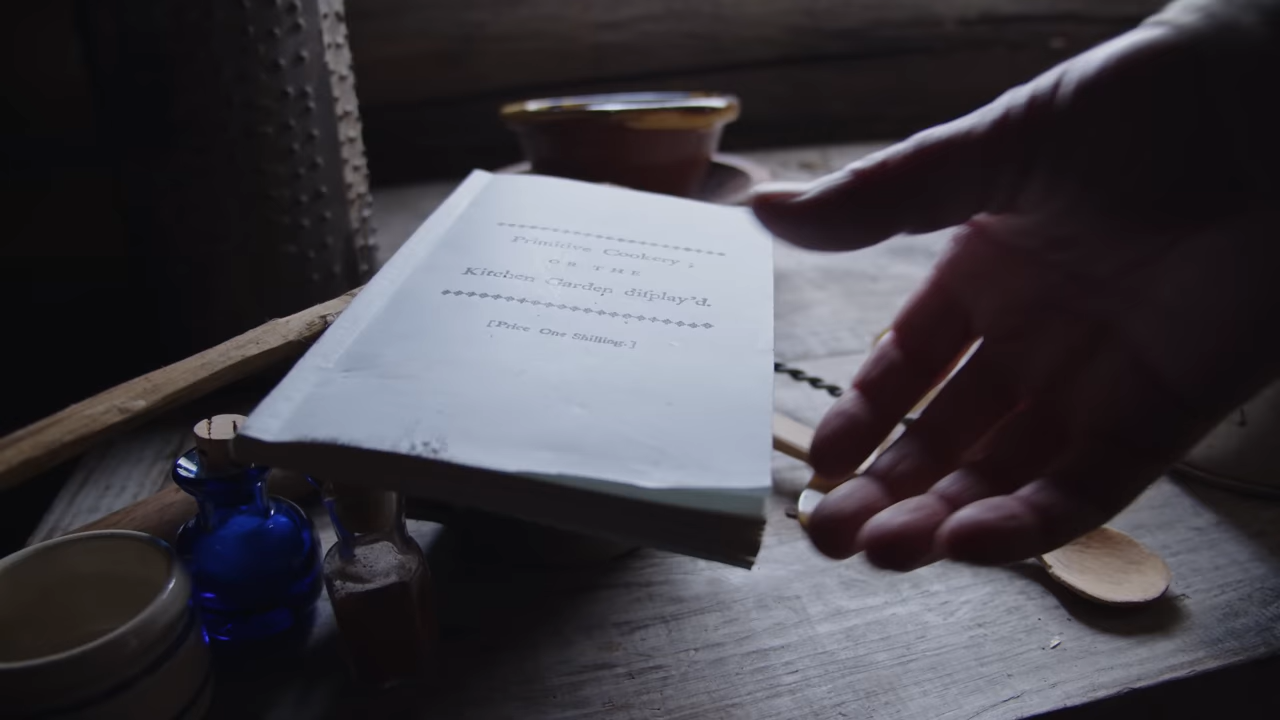 Primitive Cookery;
OR THE
Kitchen Garden diſplay'd.
[Price One Shilling.]